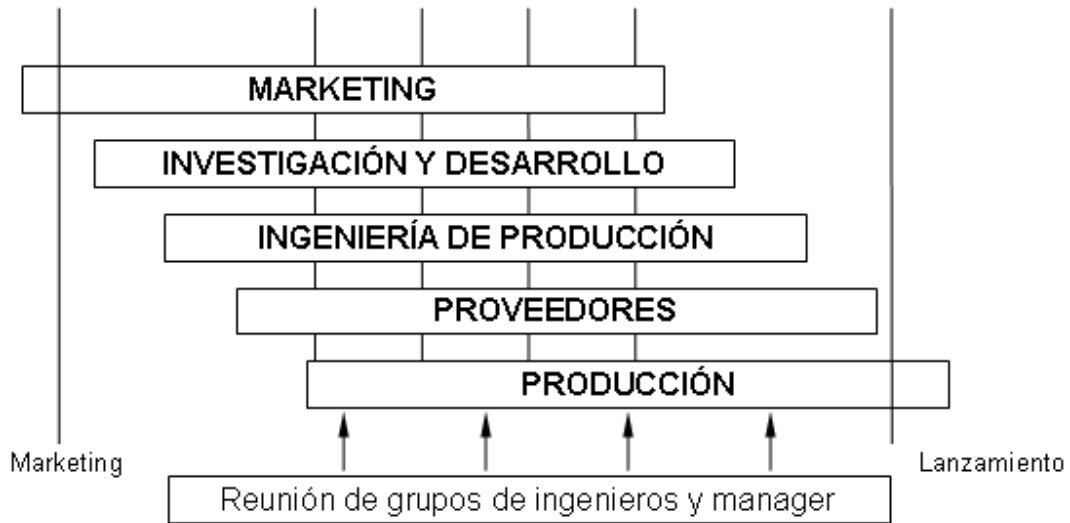 MARKETING
INVESTIGACIÓN Y DESARROLLO
INGENIERÍA DE PRODUCCIÓN
PROVEEDORES
PRODUCCIÓN
Marketing
Lanzamiento
Reunión de grupos de ingenieros y manager